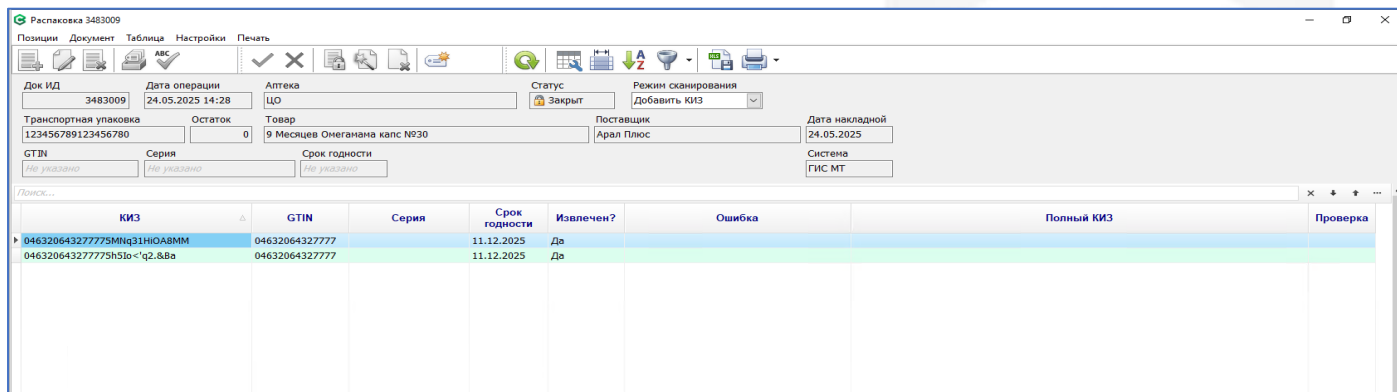 Распаковка 3483009
Позиции Документ Таблица Настройки Печать
ABC
A
Z
XLS
Док ИД Дата операции Аптека Статус Режим сканирования
3483009 24.05.2025 14:28 ЦО Закрыт Добавить КИЗ
Транспортная упаковка Остаток Товар Поставщик Дата накладной
123456789123456780 0 9 Месяцев Омегамама капс №30 Арал Плюс 24.05.2025
GTIN Серия Срок годности Система
Не указано Не указано Не указано ГИС МТ
Поиск...
КИЗ GTIN Серия Срок годности Извлечен? Ошибка Полный КИЗ Проверка
046320643277775MNq31HiOA8MM 04632064327777 11.12.2025 Да
046320643277775h5Io<'q2.&Ba 04632064327777 11.12.2025 Да